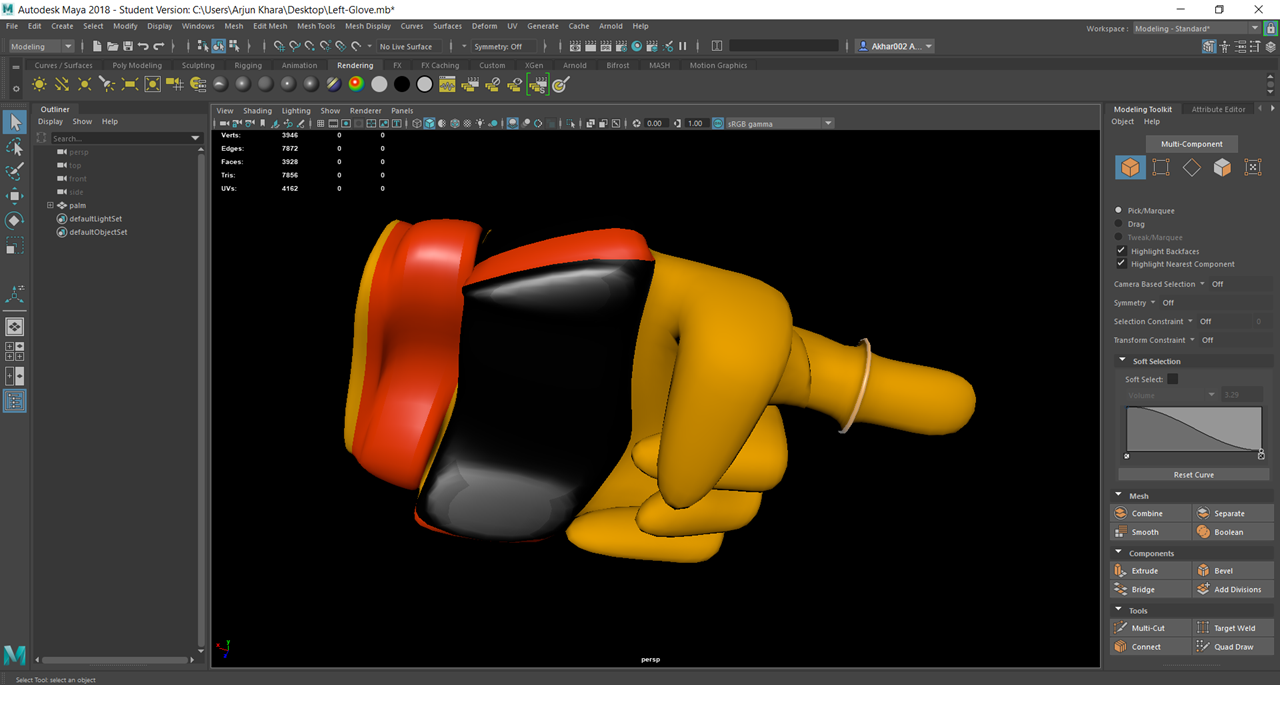 Autodesk Maya 2018 - Student Version: C:\Users\Arjun Khara\Desktop\Left-Glove.mb*
File Edit Create Select Modify Display Windows Mesh Edit Mesh Mesh Tools Mesh Display Curves Surfaces Deform UV Generate Cache Arnold Help
Workspace : Modeling - Standard*
Modeling No Live Surface Symmetry: Off Akhar002 A...
Curves / Surfaces Poly Modeling Sculpting Rigging Animation Rendering FX FX Caching Custom XGen Arnold Bifrost MASH Motion Graphics
Outliner
Display Show Help
Search...
persp
top
front
side
palm
defaultLightSet
defaultObjectSet
View Shading Lighting Show Renderer Panels
0.00 1.00 sRGB gamma
Verts: 3946 0 0
Edges: 7872 0 0
Faces: 3928 0 0
Tris: 7856 0 0
UVs: 4162 0 0
persp
Modeling Toolkit Attribute Editor
Object Help
Multi-Component
Pick/Marquee
Drag
Tweak/Marquee
Highlight Backfaces
Highlight Nearest Component
Camera Based Selection Off
Symmetry Off
Selection Constraint Off 0
Transform Constraint Off
Soft Selection
Soft Select:
Volume 3.29
Reset Curve
Mesh
Combine Separate
Smooth Boolean
Components
Extrude Bevel
Bridge Add Divisions
Tools
Multi-Cut Target Weld
Connect Quad Draw
Select Tool: select an object